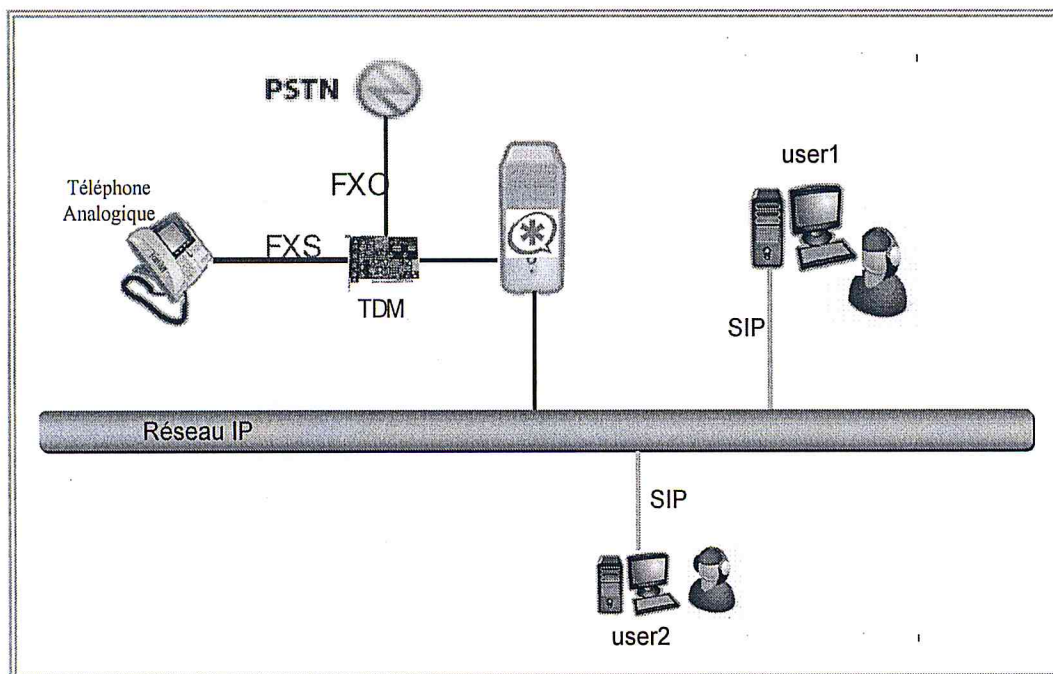 PSTN
user1
FXO
Téléphone
Analogique
FXS
TDM
SIP
Réseau IP
SIP
user2